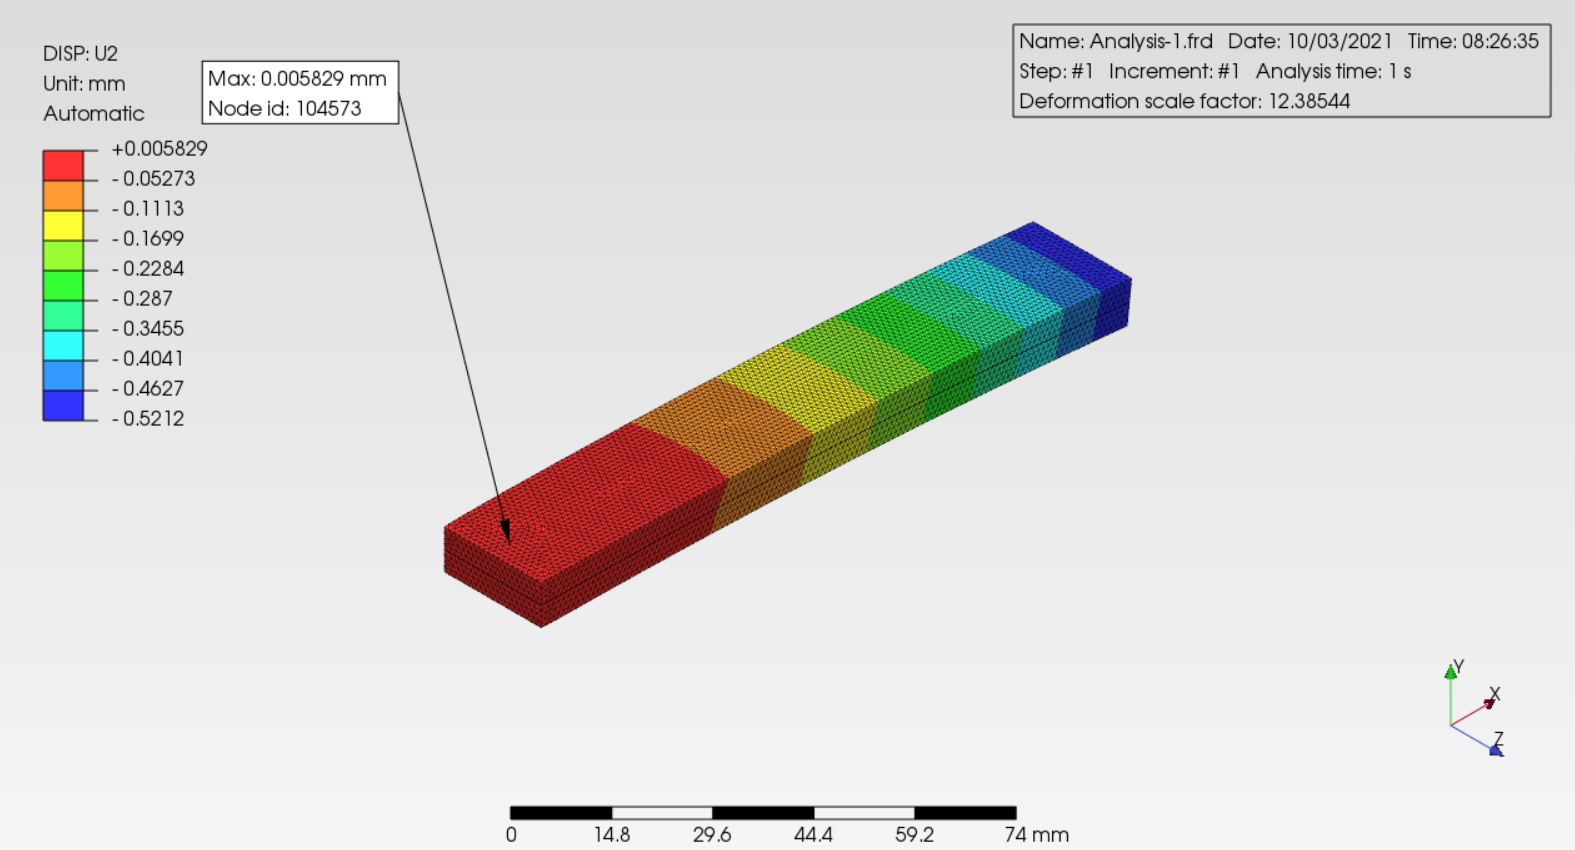 DISP: U2
Unit: mm
Automatic
Max: 0.005829 mm
Node id: 104573
Name: Analysis-1.frd Date: 10/03/2021 Time: 08:26:35
Step: #1 Increment: #1 Analysis time: 1 s
Deformation scale factor: 12.38544
+0.005829
-0.05273
-0.1113
-0.1699
-0.2284
-0.287
-0.3455
-0.4041
-0.4627
-0.5212
Y
X
Z
0 14.8 29.6 44.4 59.2 74 mm